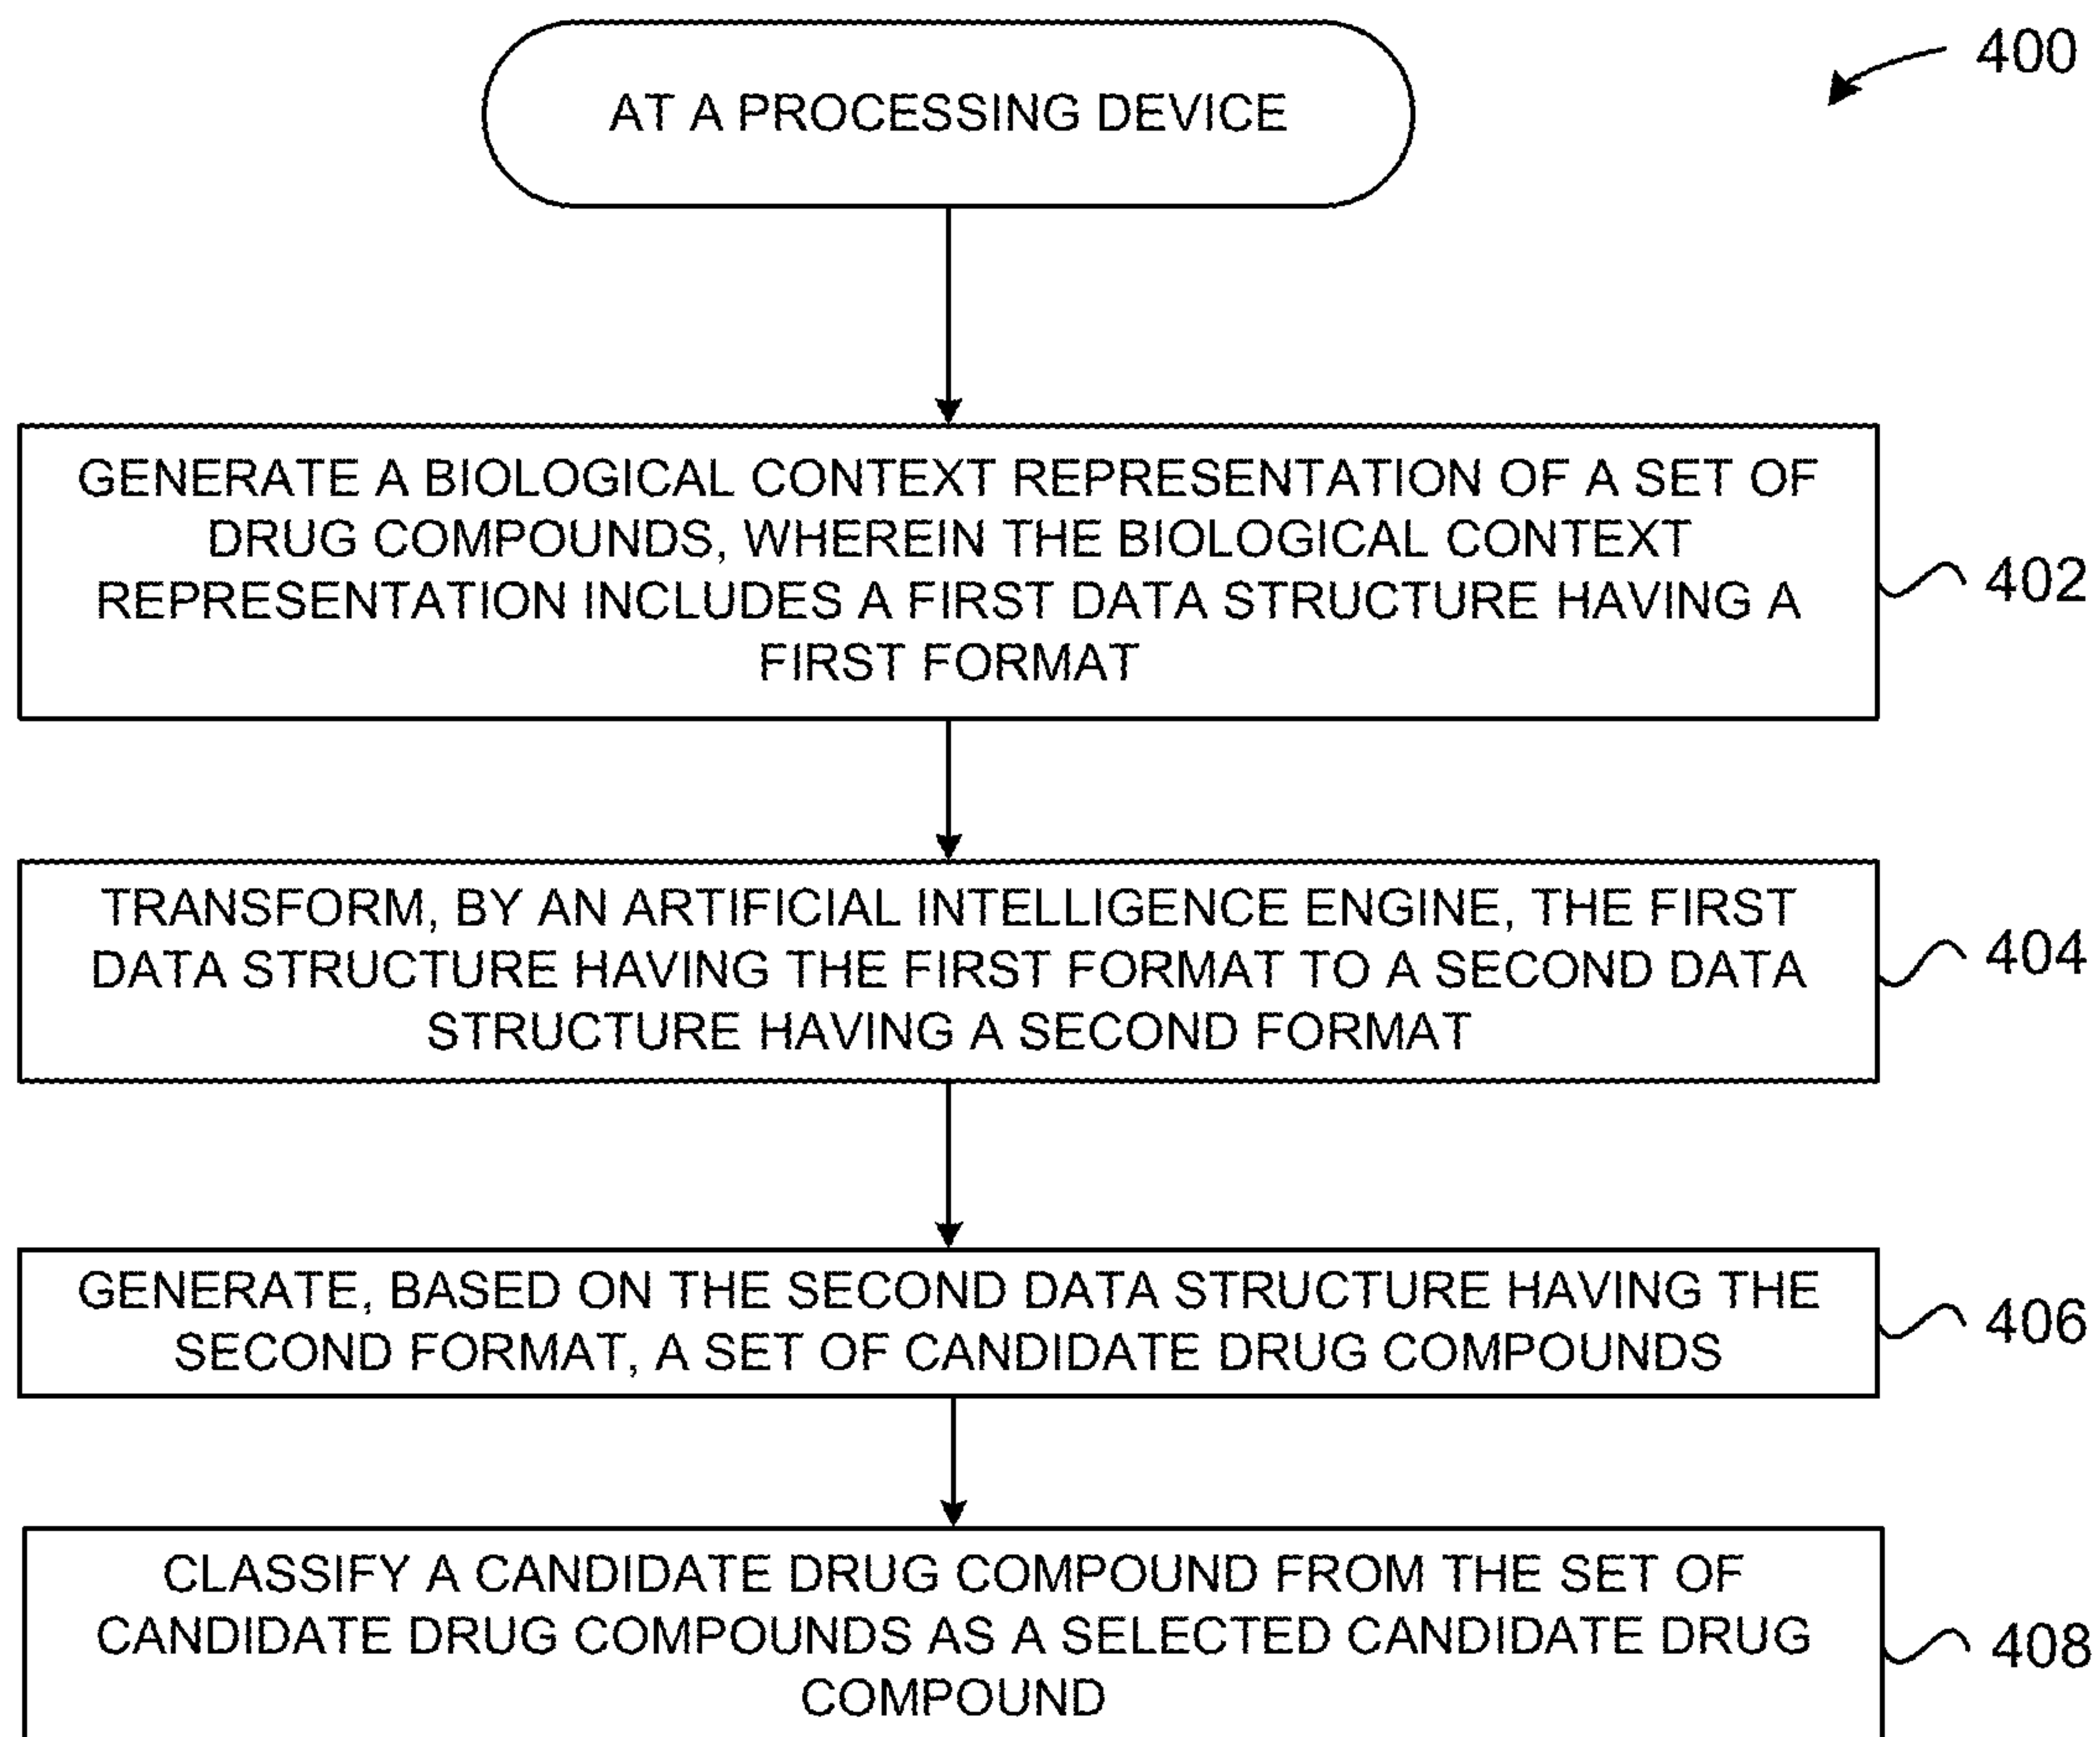 400
AT A PROCESSING DEVICE
GENERATE A BIOLOGICAL CONTEXT REPRESENTATION OF A SET OF
DRUG COMPOUNDS, WHEREIN THE BIOLOGICAL CONTEXT
REPRESENTATION INCLUDES A FIRST DATA STRUCTURE HAVING A
FIRST FORMAT
402
TRANSFORM, BY AN ARTIFICIAL INTELLIGENCE ENGINE, THE FIRST
DATA STRUCTURE HAVING THE FIRST FORMAT TO A SECOND DATA
STRUCTURE HAVING A SECOND FORMAT
404
GENERATE, BASED ON THE SECOND DATA STRUCTURE HAVING THE
SECOND FORMAT, A SET OF CANDIDATE DRUG COMPOUNDS
406
CLASSIFY A CANDIDATE DRUG COMPOUND FROM THE SET OF
CANDIDATE DRUG COMPOUNDS AS A SELECTED CANDIDATE DRUG
COMPOUND
408